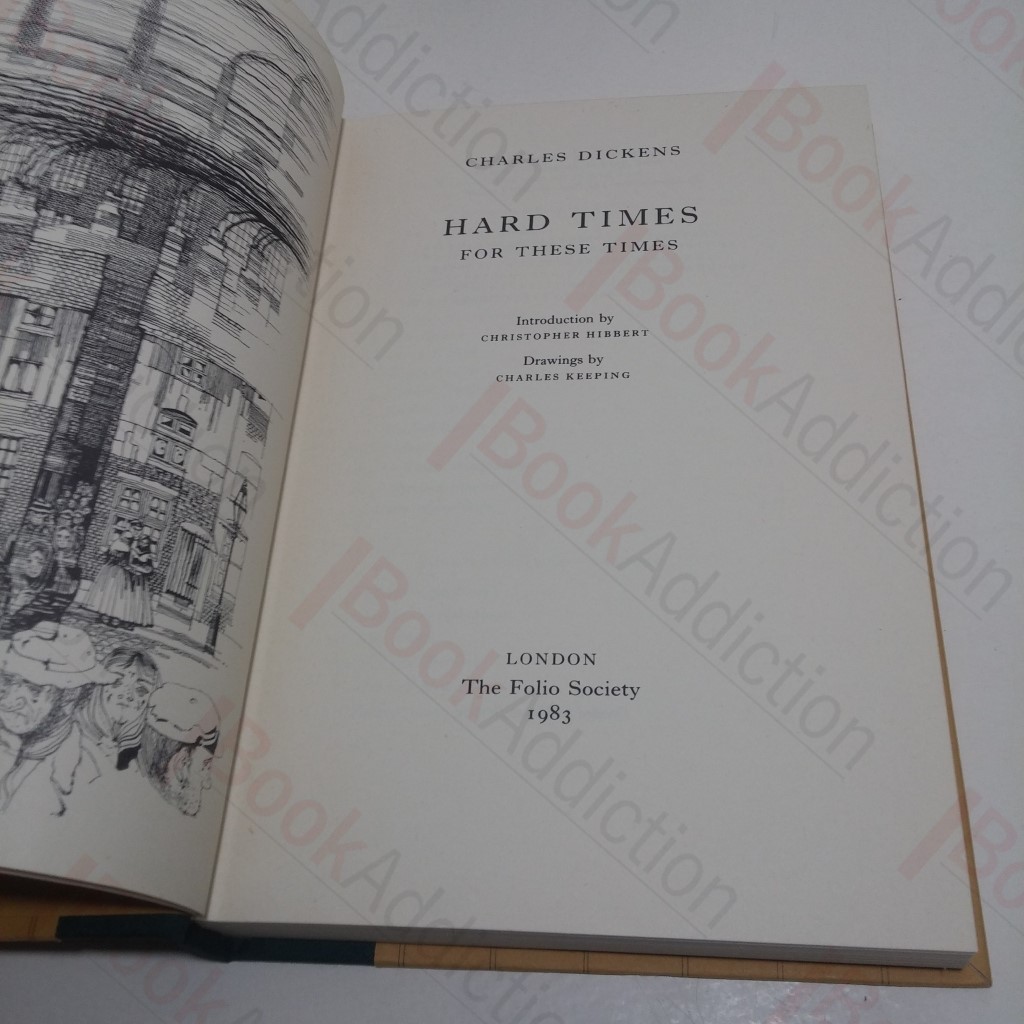 CHARLES DICKENS
HARD TIMES
FOR THESE TIMES
Introduction by
CHRISTOPHER HIBBERT
Drawings by
CHARLES KEEPING
LONDON
The Folio Society
1983
BookAddiction